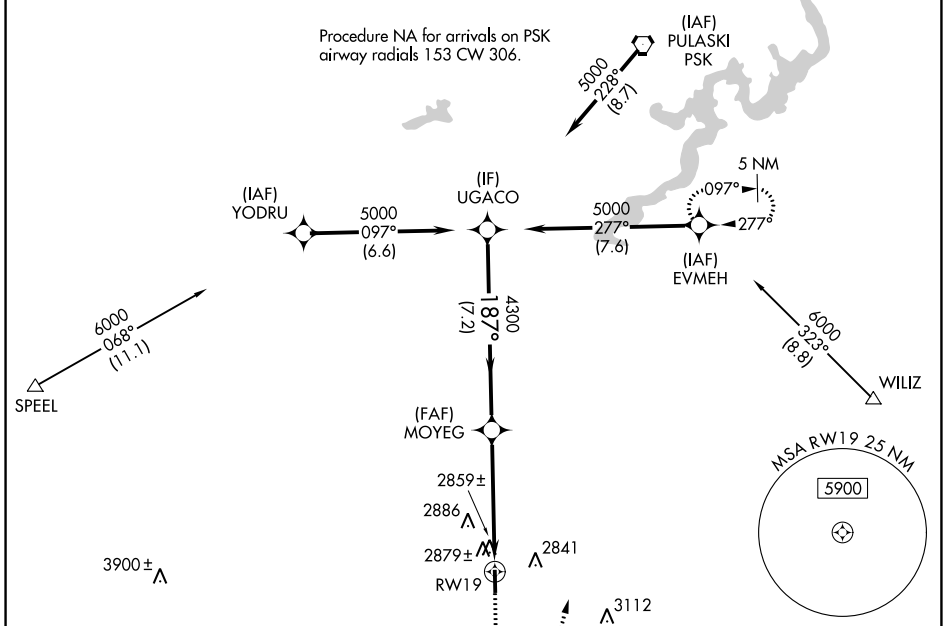 Procedure NA for arrivals on PSK
airway radials 153 CW 306.
(IAF)
PULASKI
PSK
5000
228°
(8.7)
5 NM
097°
277°
(IAF)
YODRU
5000
097°
(6.6)
(IF)
UGACO
5000
277°
(7.6)
(IAF)
EVMEH
4300
187°
(7.2)
6000
068°
(11.1)
SPEEL
6000
323°
(8.8)
WILIZ
(FAF)
MOYEG
MSA RW19 25 NM
5900
2859±
2886
2879±
2841
RW19
3900±
3112